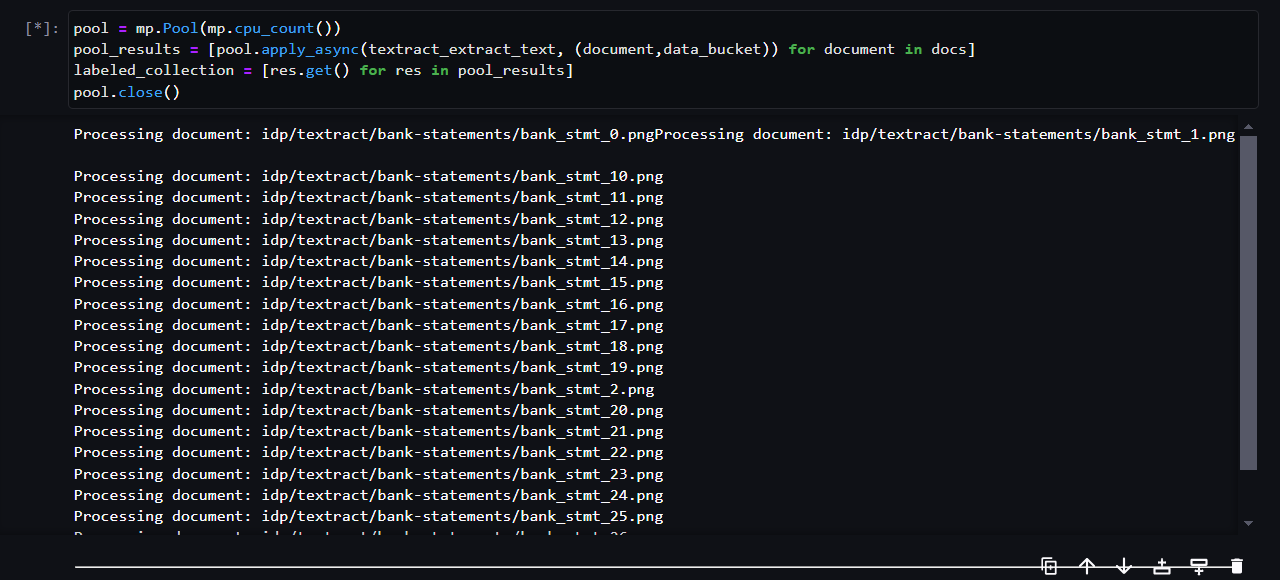 [*]: pool = mp.Pool(mp.cpu_count())
pool_results = [pool.apply_async(textract_extract_text, (document,data_bucket)) for document in docs]
labeled_collection = [res.get() for res in pool_results]
pool.close()
Processing document: idp/textract/bank-statements/bank_stmt_0.pngProcessing document: idp/textract/bank-statements/bank_stmt_1.png
Processing document: idp/textract/bank-statements/bank_stmt_10.png
Processing document: idp/textract/bank-statements/bank_stmt_11.png
Processing document: idp/textract/bank-statements/bank_stmt_12.png
Processing document: idp/textract/bank-statements/bank_stmt_13.png
Processing document: idp/textract/bank-statements/bank_stmt_14.png
Processing document: idp/textract/bank-statements/bank_stmt_15.png
Processing document: idp/textract/bank-statements/bank_stmt_16.png
Processing document: idp/textract/bank-statements/bank_stmt_17.png
Processing document: idp/textract/bank-statements/bank_stmt_18.png
Processing document: idp/textract/bank-statements/bank_stmt_19.png
Processing document: idp/textract/bank-statements/bank_stmt_2.png
Processing document: idp/textract/bank-statements/bank_stmt_20.png
Processing document: idp/textract/bank-statements/bank_stmt_21.png
Processing document: idp/textract/bank-statements/bank_stmt_22.png
Processing document: idp/textract/bank-statements/bank_stmt_23.png
Processing document: idp/textract/bank-statements/bank_stmt_24.png
Processing document: idp/textract/bank-statements/bank_stmt_25.png